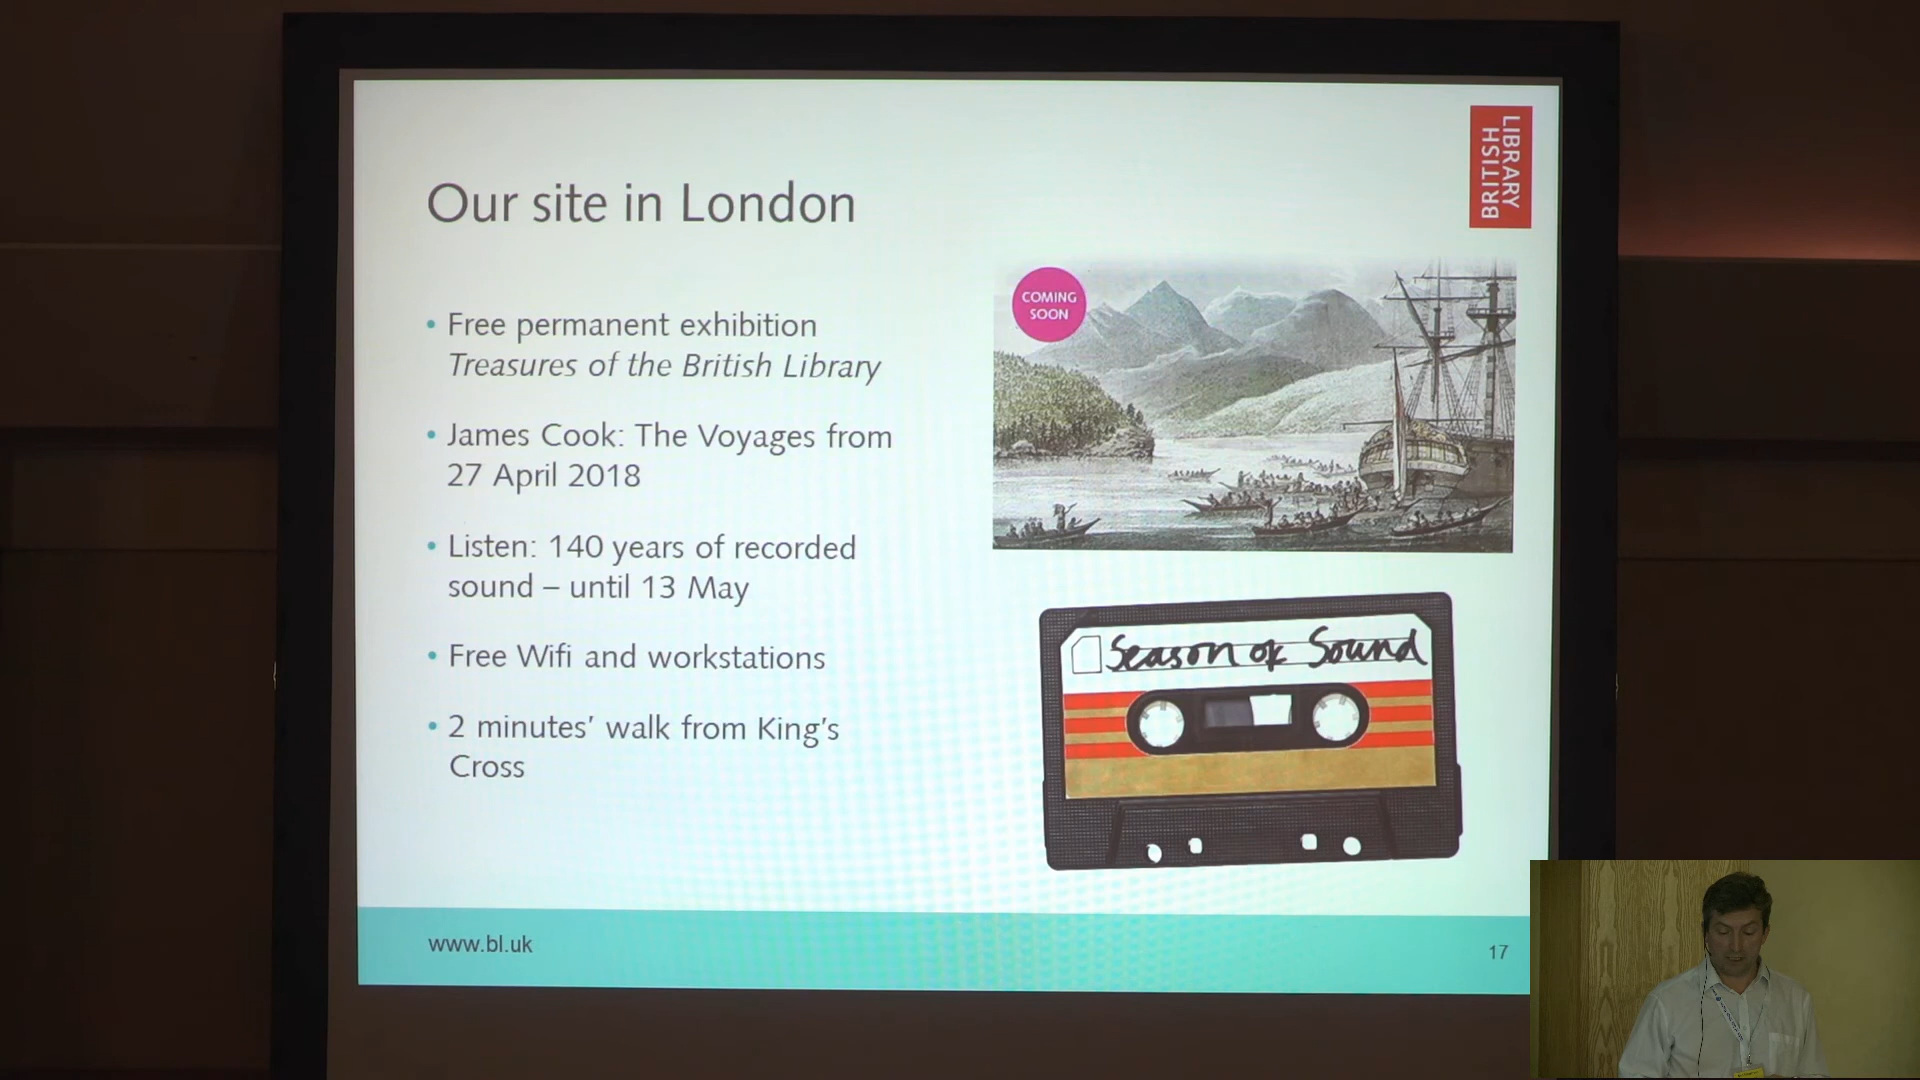 BRITISH
LIBRARY
Our site in London
COMING
SOON
• Free permanent exhibition
Treasures of the British Library
• James Cook: The Voyages from
27 April 2018
• Listen: 140 years of recorded
sound – until 13 May
• Free Wifi and workstations
• 2 minutes’ walk from King’s
Cross
Season of Sound
www.bl.uk
17